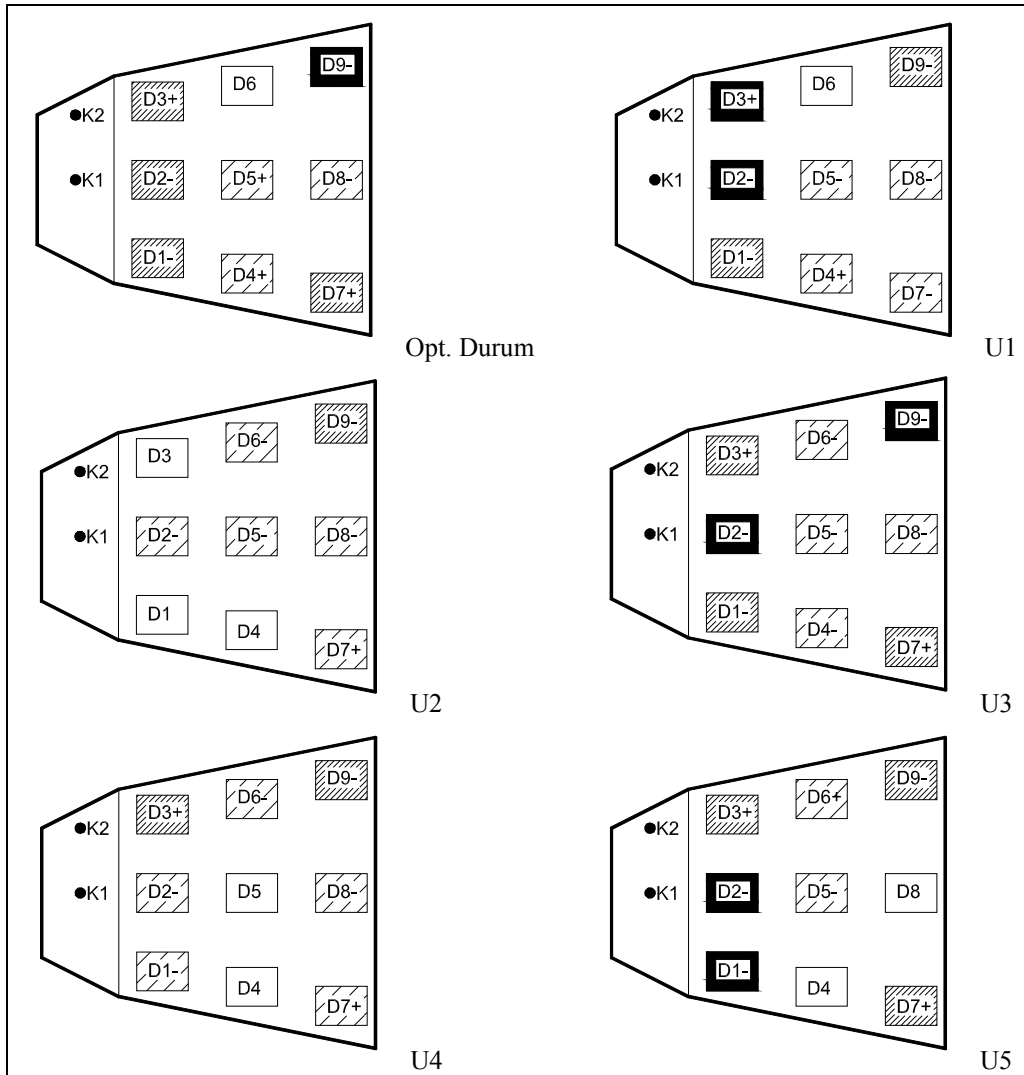 D9-
D6
D3+
K2
D2-
D5+
D8-
K1
D1-
D4+
D7+
Opt. Durum
D9-
D6
D3+
K2
D2-
D5-
D8-
K1
D1-
D4+
D7-
U1
D9-
D6-
D3
K2
D2-
D5-
D8-
K1
D1
D4
D7+
U2
D9-
D6-
D3+
K2
D2-
D5-
D8-
K1
D1-
D4-
D7+
U3
D9-
D6-
D3+
K2
D2-
D5
D8-
K1
D1-
D4
D7+
U4
D9-
D6+
D3+
K2
D2-
D5-
D8
K1
D1-
D4
D7+
U5